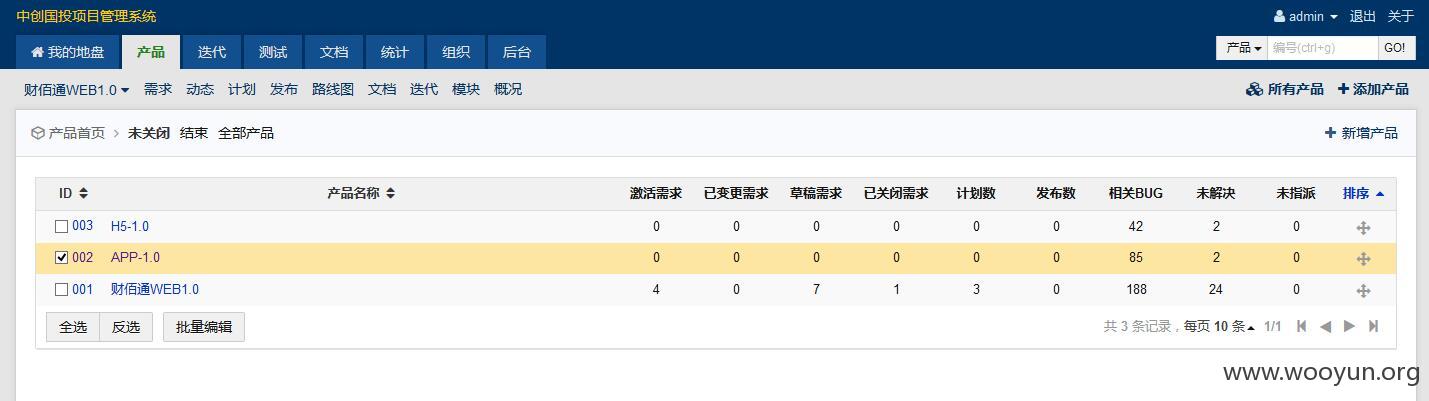 中创国投项目管理系统 admin 退出 关于
我的地盘 产品 迭代 测试 文档 统计 组织 后台 产品 编号(ctrl+g) GO!
财佰通WEB1.0 需求 动态 计划 发布 路线图 文档 迭代 模块 概况 所有产品 添加产品
产品首页 未关闭 结束 全部产品 新增产品
ID 产品名称 激活需求 已变更需求 草稿需求 已关闭需求 计划数 发布数 相关BUG 未解决 未指派 排序
003 H5-1.0 0 0 0 0 0 0 42 2 0
002 APP-1.0 0 0 0 0 0 0 85 2 0
001 财佰通WEB1.0 4 0 7 1 3 0 188 24 0
全选 反选 批量编辑 共 3 条记录，每页 10 条 1/1
www.wooyun.org